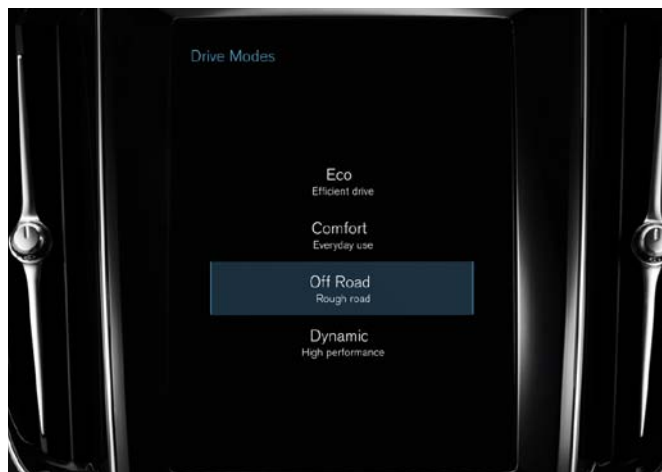 Drive Modes
Eco
Efficient drive
Comfort
Everyday use
Off Road
Rough road
Dynamic
High performance